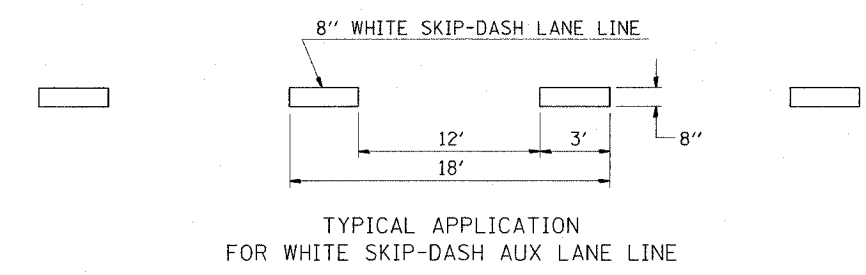 8" WHITE SKIP-DASH LANE LINE
12' 3' 8"
18'
TYPICAL APPLICATION
FOR WHITE SKIP-DASH AUX LANE LINE